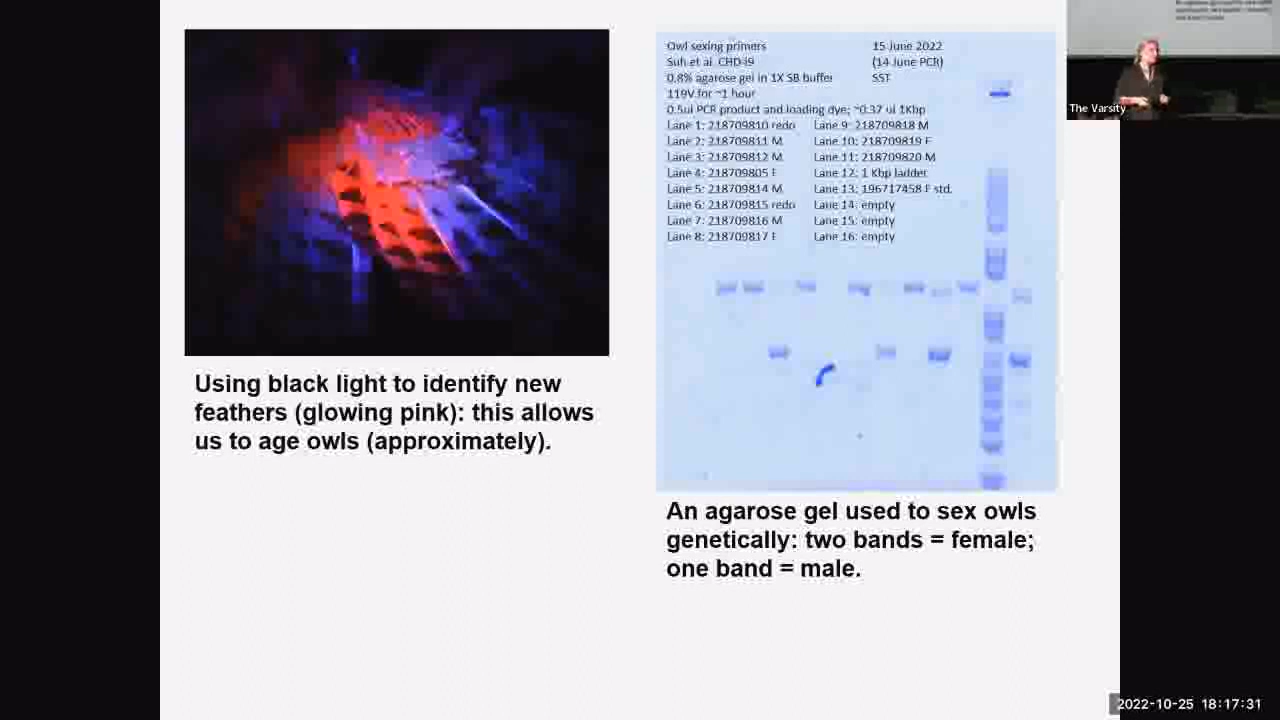 Owl sexing primers 15 June 2022
Suh et al. CHD-I9 (14 June PCR)
0.8% agarose gel in 1X SB buffer SST
119V for ~1 hour
0.5ul PCR product and loading dye; ~0.37 ul 1Kbp
Lane 1: 218709810 redo Lane 9: 218709818 M
Lane 2: 218709811 M Lane 10: 218709819 F
Lane 3: 218709812 M Lane 11: 218709820 M
Lane 4: 218709805 F Lane 12: 1 Kbp ladder
Lane 5: 218709814 M Lane 13: 196717458 F std.
Lane 6: 218709815 redo Lane 14: empty
Lane 7: 218709816 M Lane 15: empty
Lane 8: 218709817 F Lane 16: empty
Using black light to identify new
feathers (glowing pink): this allows
us to age owls (approximately).
An agarose gel used to sex owls
genetically: two bands = female;
one band = male.
The Varsity
2022-10-25 18:17:31